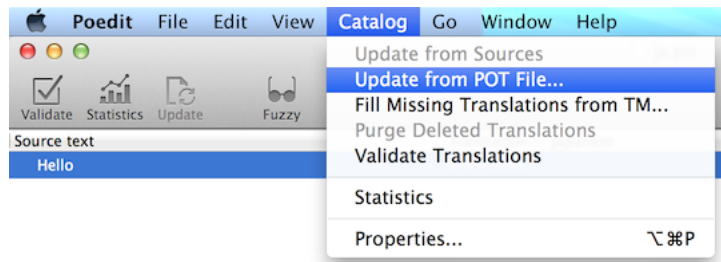 Poedit File Edit View Catalog Go Window Help
Update from Sources
Update from POT File...
Fill Missing Translations from TM...
Purge Deleted Translations
Validate Translations
Statistics
Properties... ⌥⌘P
Validate Statistics Update Fuzzy
Source text
Hello